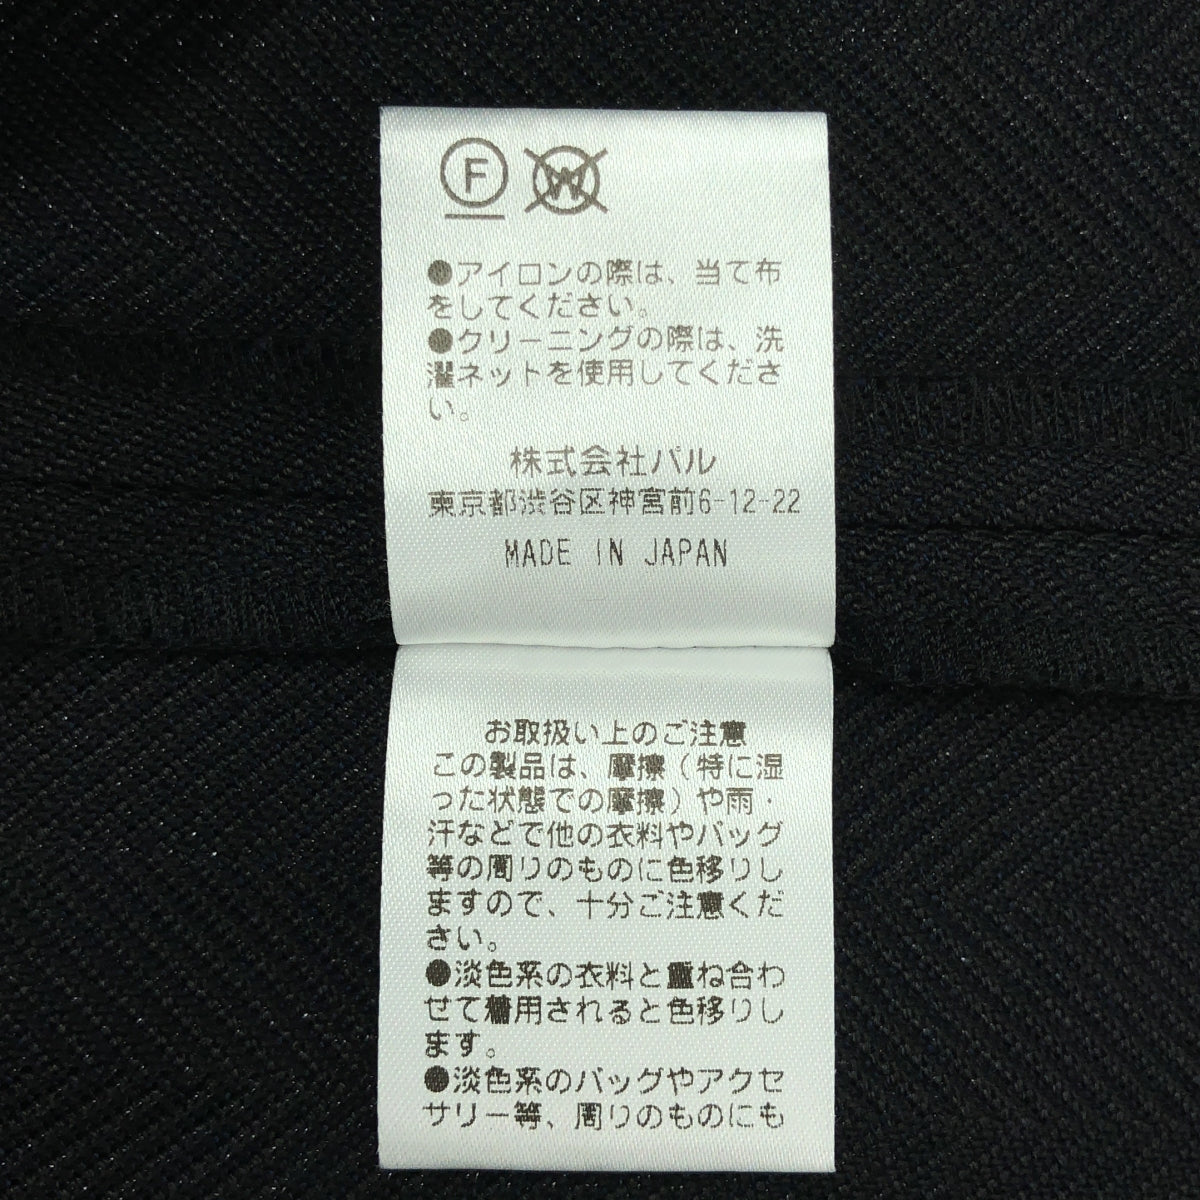 F W
●アイロンの際は、当て布
をしてください。
●クリーニングの際は、洗
濯ネットを使用してくださ
い。
株式会社パル
東京都渋谷区神宮前6-12-22
MADE IN JAPAN
お取扱い上のご注意
この製品は、摩擦(特に湿
った状態での摩擦)や雨・
汗などで他の衣料やバッグ
等の周りのものに色移りし
ますので、十分ご注意くだ
さい。
●淡色系の衣料と重ね合わ
せて着用されると色移りし
ます。
●淡色系のバッグやアクセ
サリー等、周りのものにも